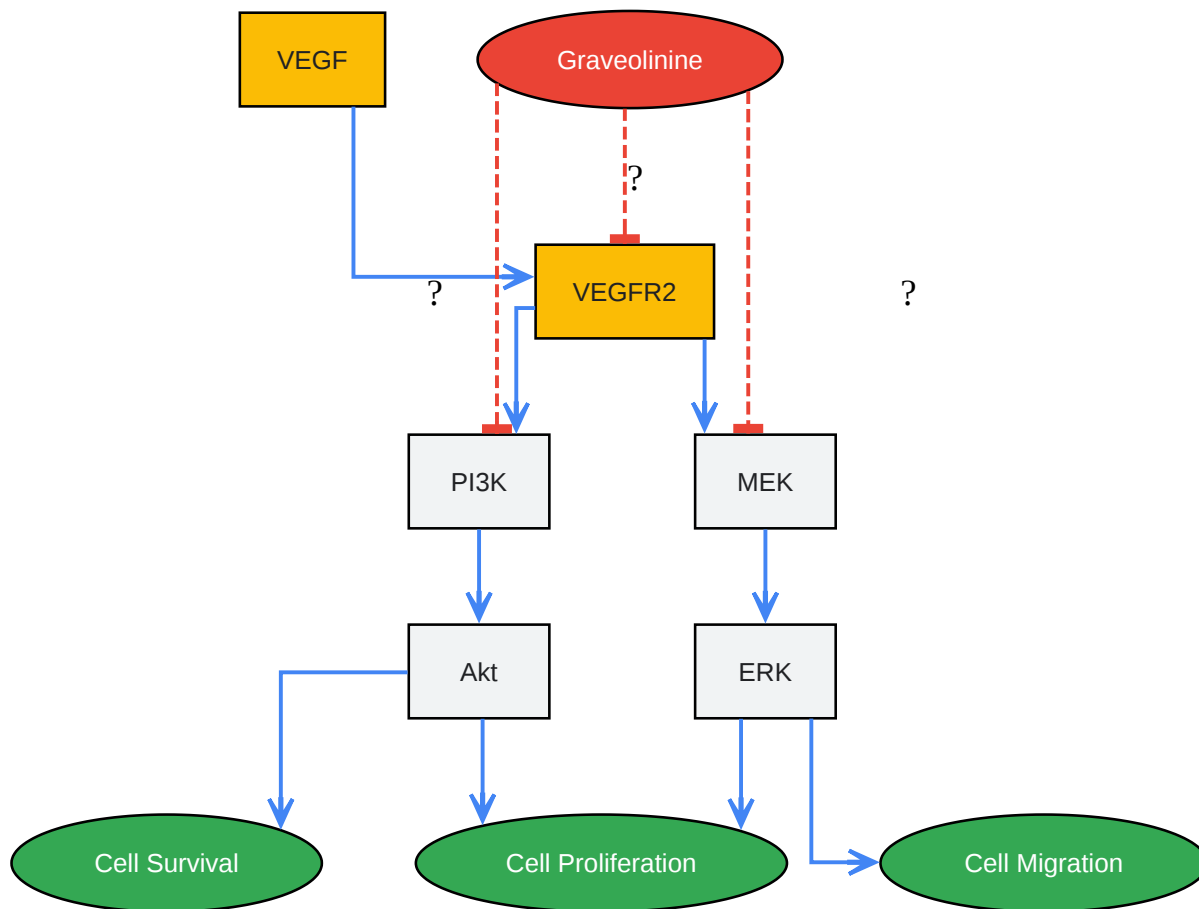 VEGF
Graveolinine
?
VEGFR2
?
?
PI3K
MEK
Akt
ERK
Cell Survival
Cell Proliferation
Cell Migration